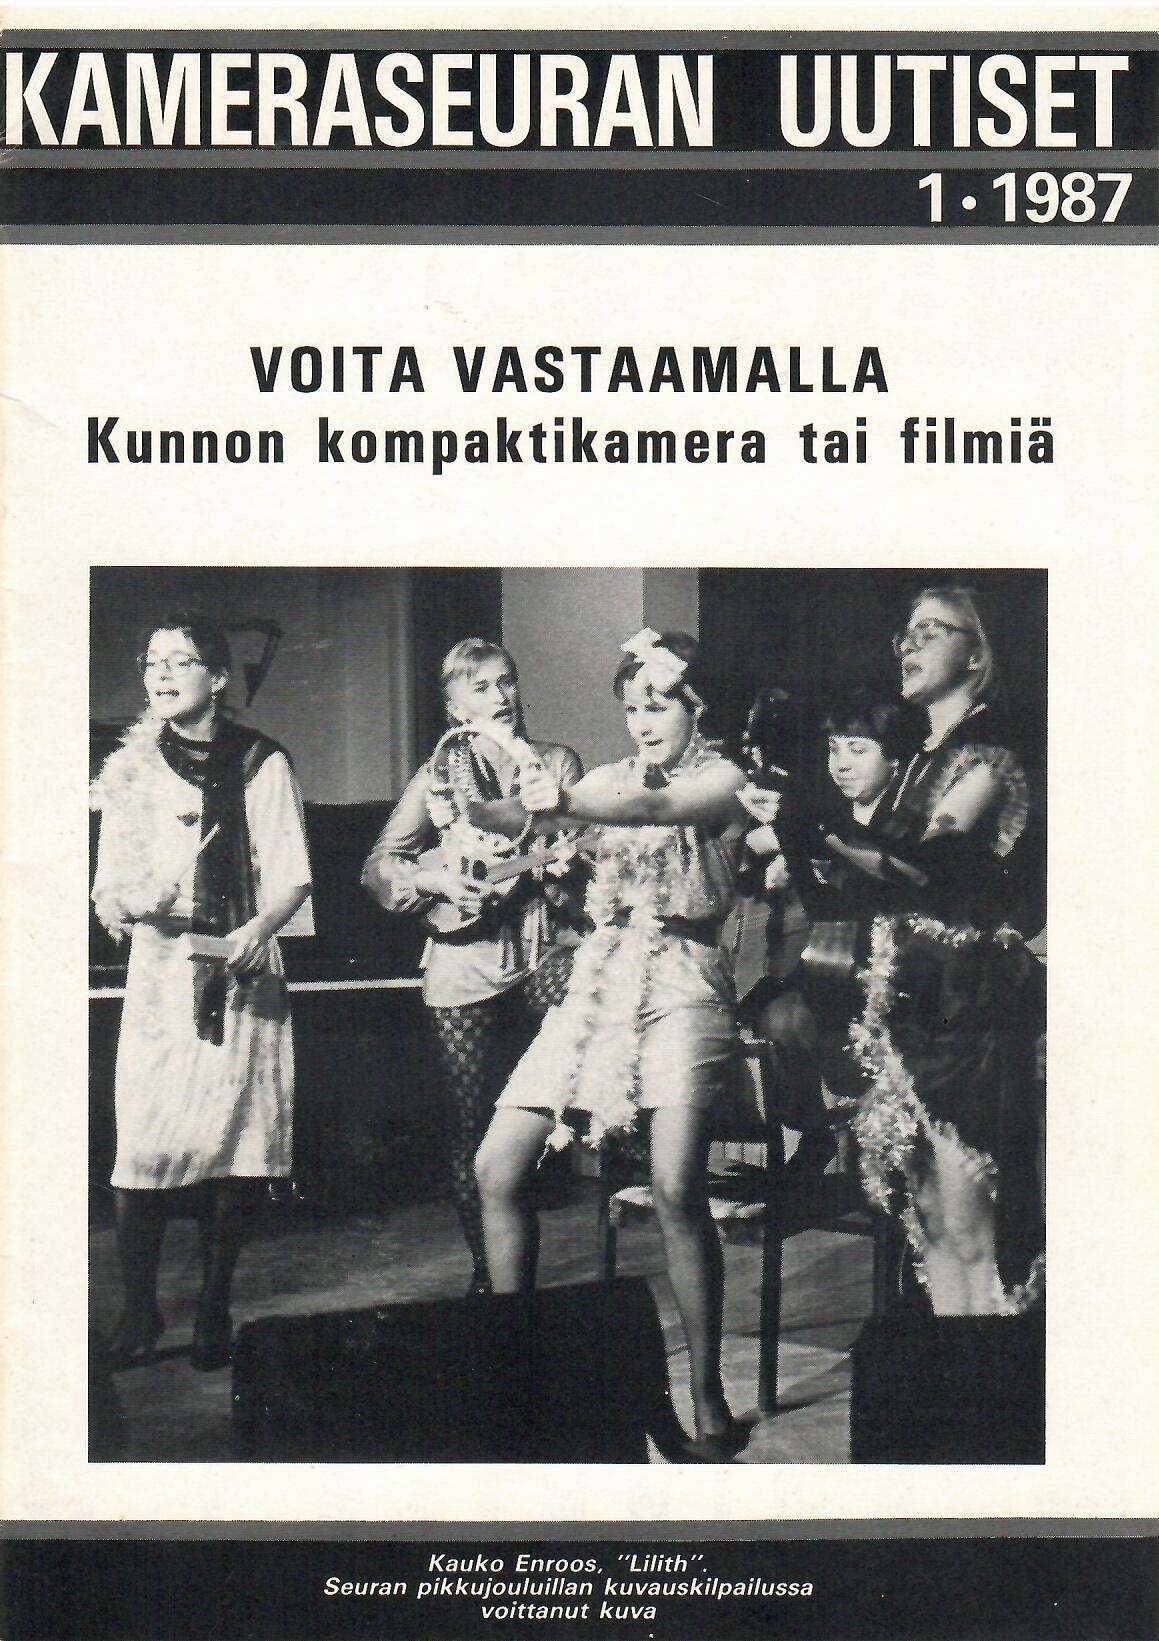 KAMERASEURAN UUTISET
1•1987
VOITA VASTAAMALLA
Kunnon kompaktikamera tai filmiä
Kauko Enroos, ”Lilith”.
Seuran pikkujouluillan kuvauskilpailussa
voittanut kuva